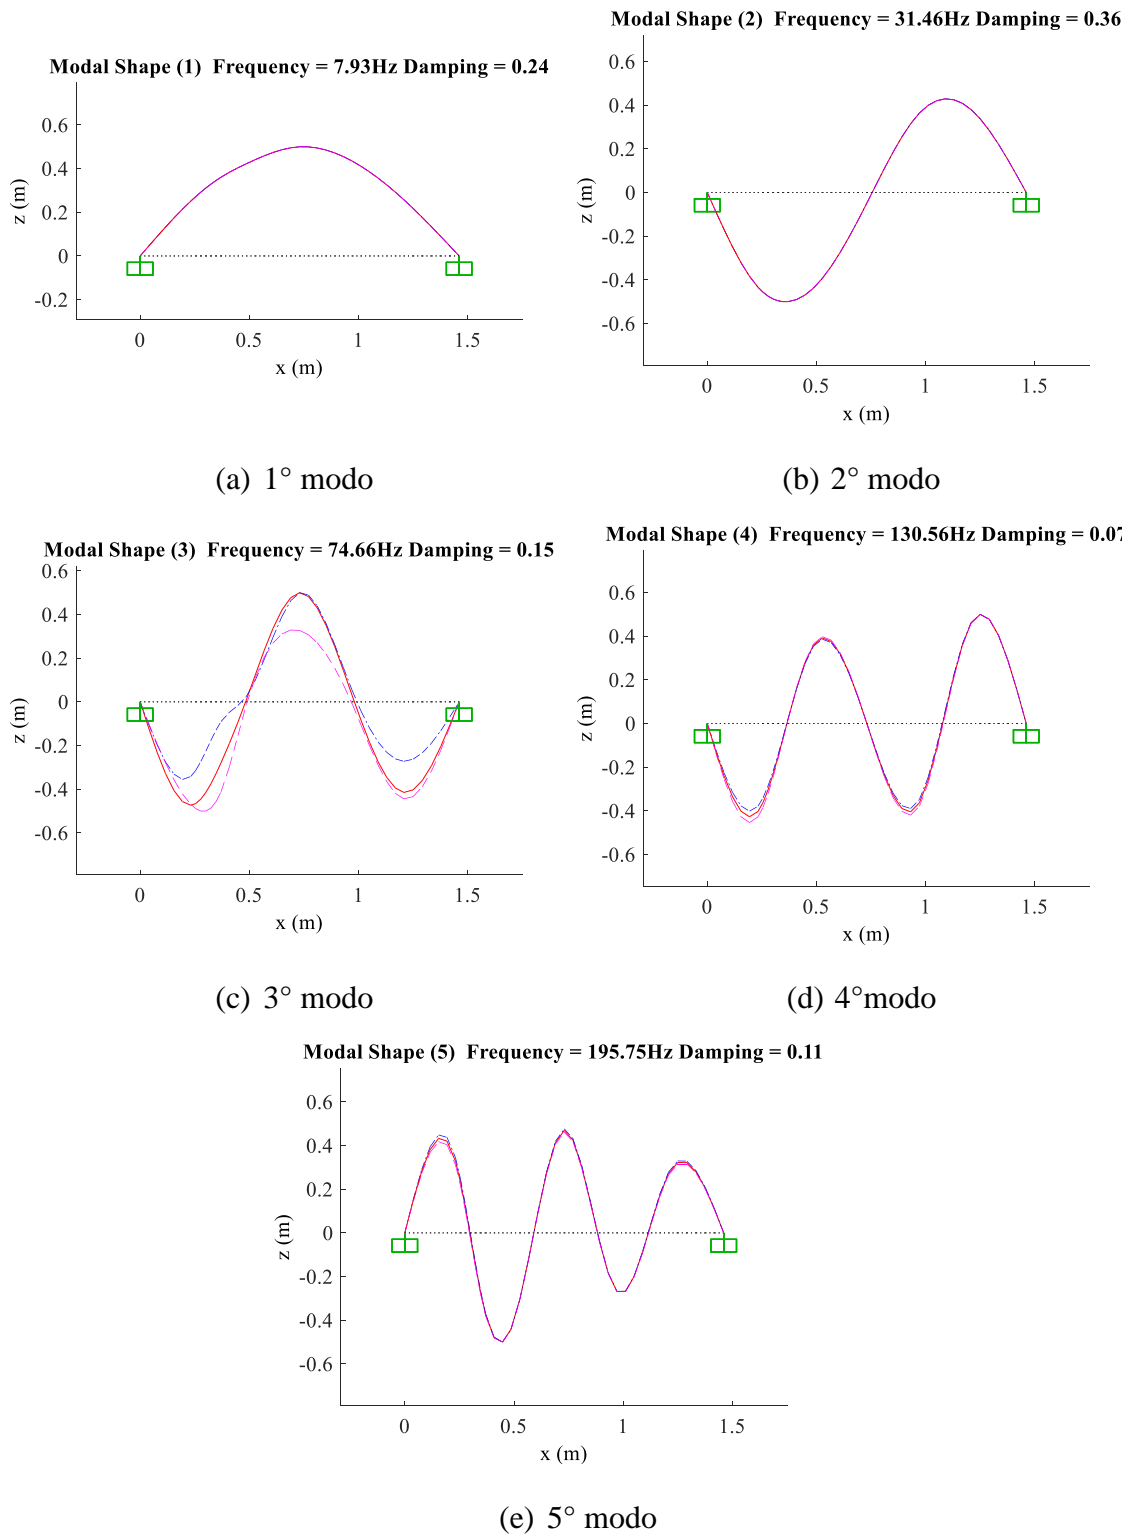 Modal Shape (1)  Frequency = 7.93Hz Damping = 0.24
0.6
0.4
0.2
0
-0.2
z (m)
0 0.5 1 1.5
x (m)
(a) 1° modo
Modal Shape (2)  Frequency = 31.46Hz Damping = 0.36
0.6
0.4
0.2
0
-0.2
-0.4
-0.6
z (m)
0 0.5 1 1.5
x (m)
(b) 2° modo
Modal Shape (3)  Frequency = 74.66Hz Damping = 0.15
0.6
0.4
0.2
0
-0.2
-0.4
-0.6
z (m)
0 0.5 1 1.5
x (m)
(c) 3° modo
Modal Shape (4)  Frequency = 130.56Hz Damping = 0.07
0.6
0.4
0.2
0
-0.2
-0.4
-0.6
z (m)
0 0.5 1 1.5
x (m)
(d) 4°modo
Modal Shape (5)  Frequency = 195.75Hz Damping = 0.11
0.6
0.4
0.2
0
-0.2
-0.4
-0.6
z (m)
0 0.5 1 1.5
x (m)
(e) 5° modo